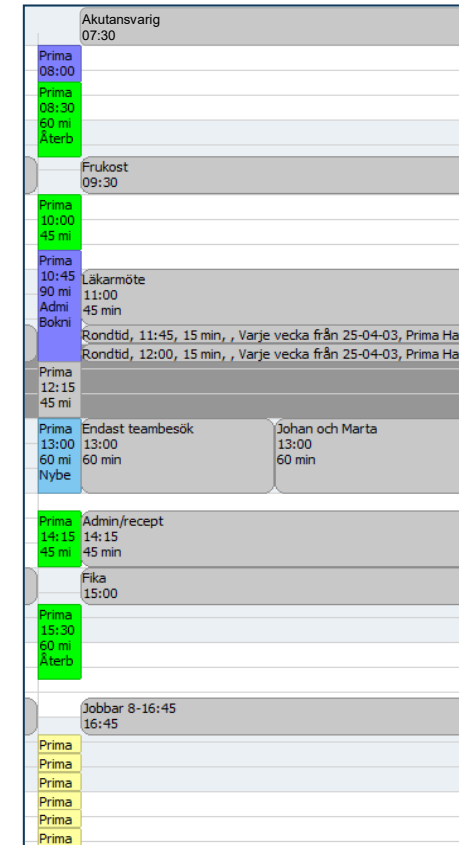 Akutansvarig
07:30
Prima
08:00
Prima
08:30
60 mi
Återb
Frukost
09:30
Prima
10:00
45 mi
Prima
10:45
90 mi
Admi
Bokni
Läkarmöte
11:00
45 min
Rondtid, 11:45, 15 min, , Varje vecka från 25-04-03, Prima Ha
Rondtid, 12:00, 15 min, , Varje vecka från 25-04-03, Prima Ha
Prima
12:15
45 mi
Prima
13:00
60 mi
Nybe
Endast teambesök
13:00
60 min
Johan och Marta
13:00
60 min
Prima
14:15
45 mi
Admin/recept
14:15
45 min
Fika
15:00
Prima
15:30
60 mi
Återb
Jobbar 8-16:45
16:45
Prima
Prima
Prima
Prima
Prima
Prima